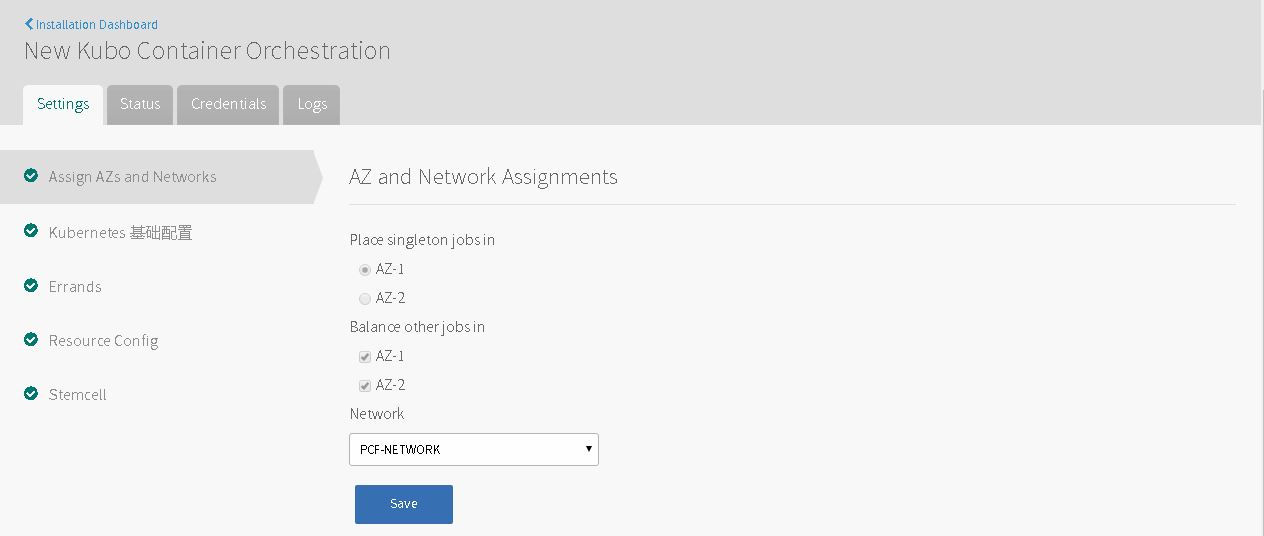 Installation Dashboard
New Kubo Container Orchestration
Settings Status Credentials Logs
Assign AZs and Networks
Kubernetes 基础配置
Errands
Resource Config
Stemcell
AZ and Network Assignments
Place singleton jobs in
AZ-1
AZ-2
Balance other jobs in
AZ-1
AZ-2
Network
PCF-NETWORK
Save